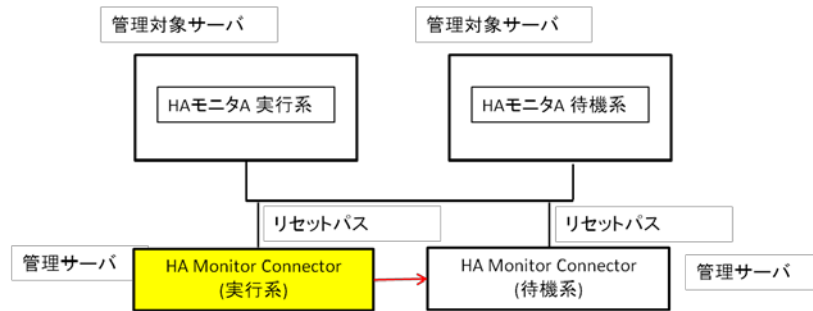 管理対象サーバ
管理対象サーバ
HAモニタA 実行系
HAモニタA 待機系
リセットパス
リセットパス
管理サーバ
HA Monitor Connector
(実行系)
HA Monitor Connector
(待機系)
管理サーバ